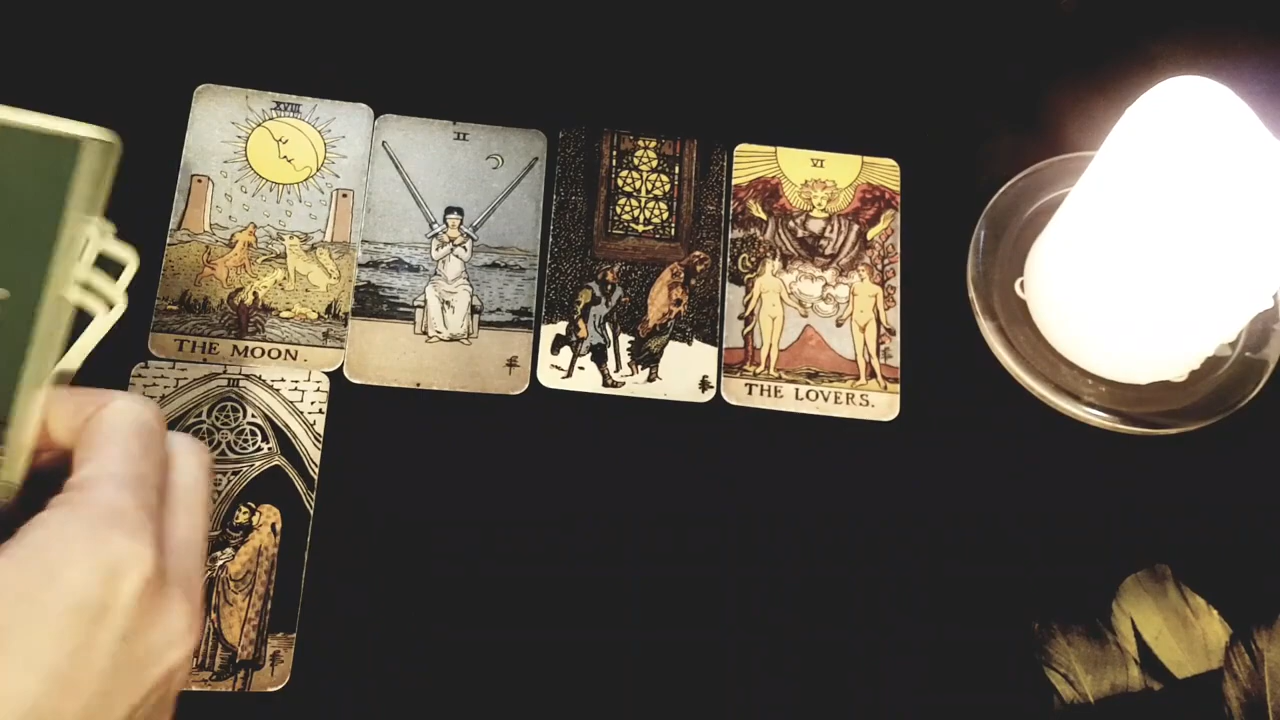 XVIII
THE MOON.
II
VI
THE LOVERS.
III